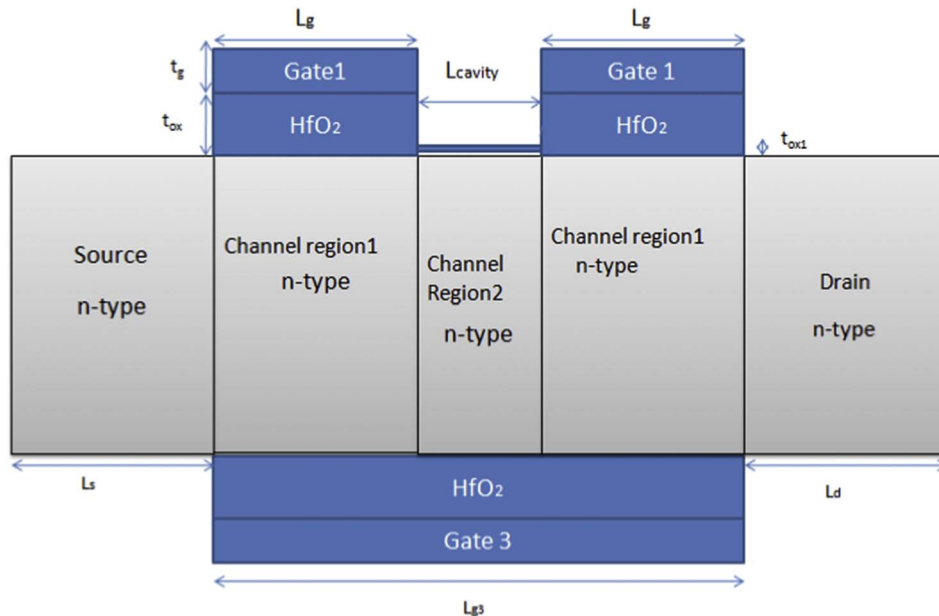 Lg
Lg
tg
Gate1
Lcavity
Gate 1
tox
HfO2
HfO2
tox1
Source
n-type
Channel region1
n-type
Channel
Region2
n-type
Channel region1
n-type
Drain
n-type
Ls
HfO2
Ld
Gate 3
Lg3